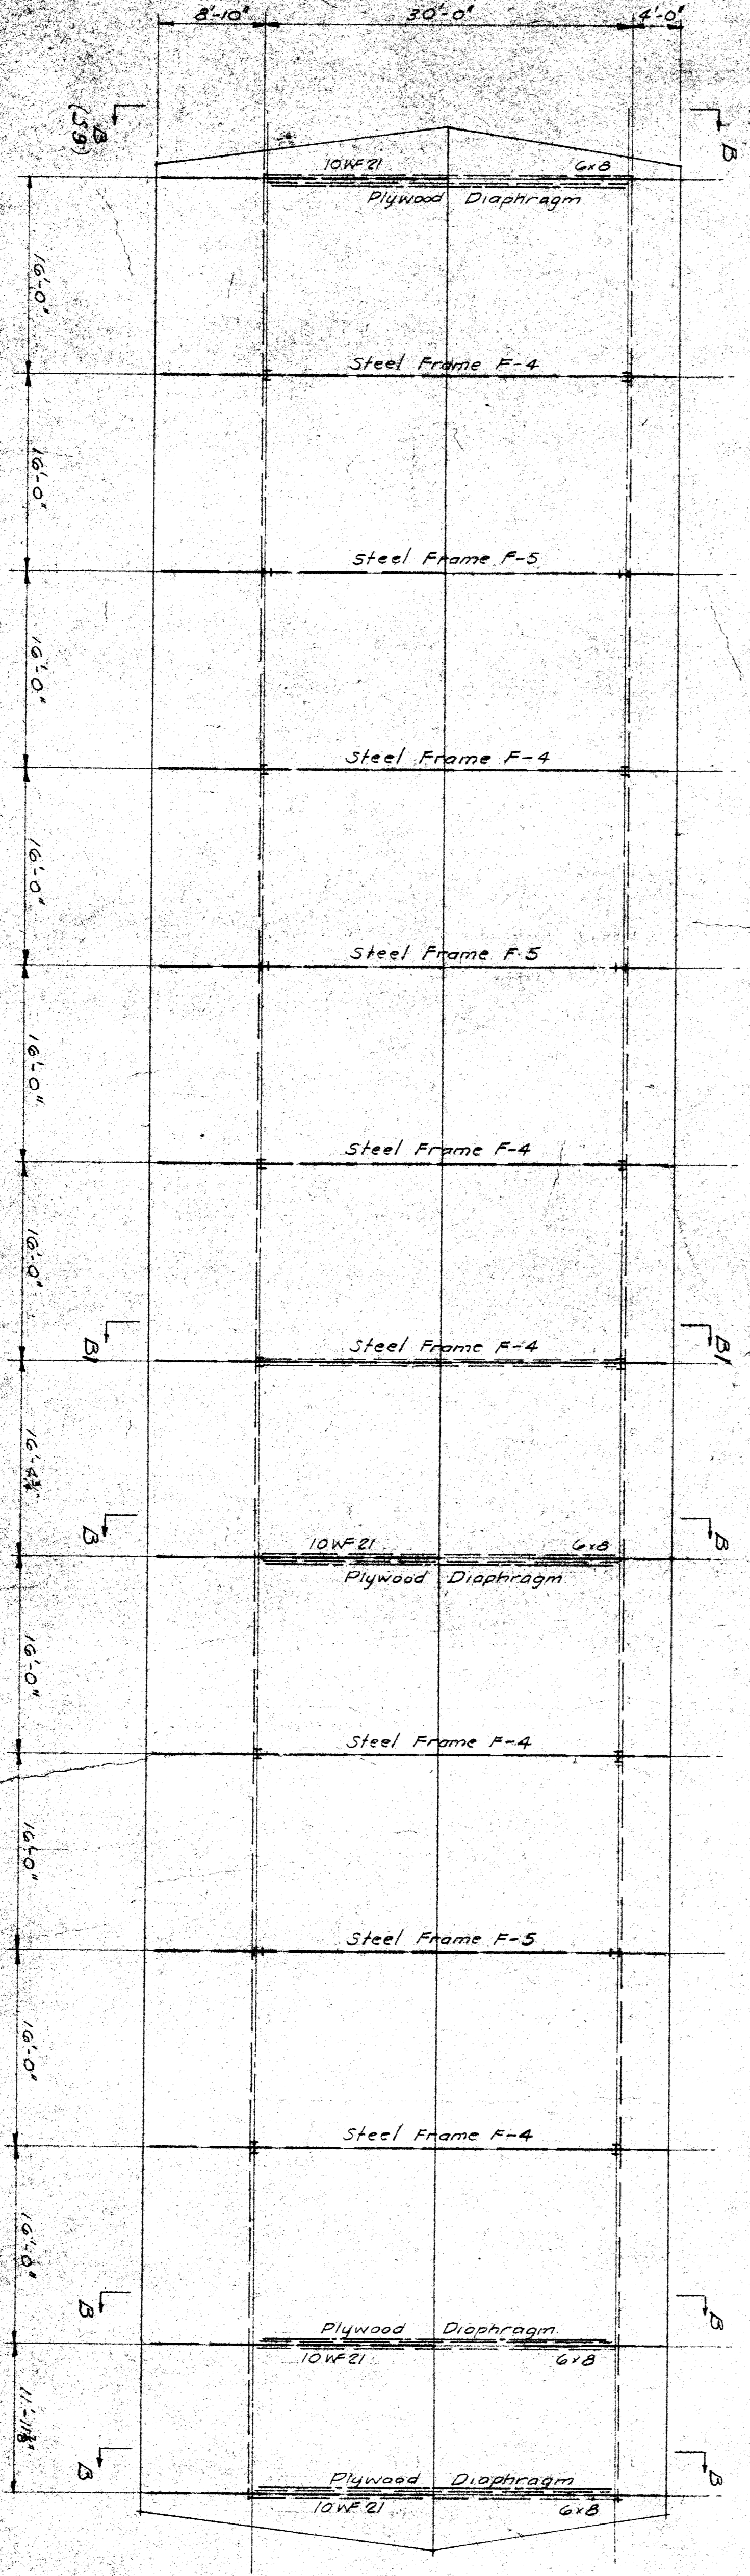 8'-10" 30'-0" 4'-0"
B
(S9)
B
10WF21 6x8
Plywood Diaphragm
16'-0"
Steel Frame F-4
16'-0"
Steel Frame F-5
16'-0"
Steel Frame F-4
16'-0"
Steel Frame F-5
16'-0"
Steel Frame F-4
16'-0"
B1 Steel Frame F-4 B1
16'-4¾"
B 10WF21 6x8 B
Plywood Diaphragm
16'-0"
Steel Frame F-4
16'-0"
Steel Frame F-5
16'-0"
Steel Frame F-4
16'-0"
B B
Plywood Diaphragm
10WF21 6x8
B B
Plywood Diaphragm
10WF21 6x8